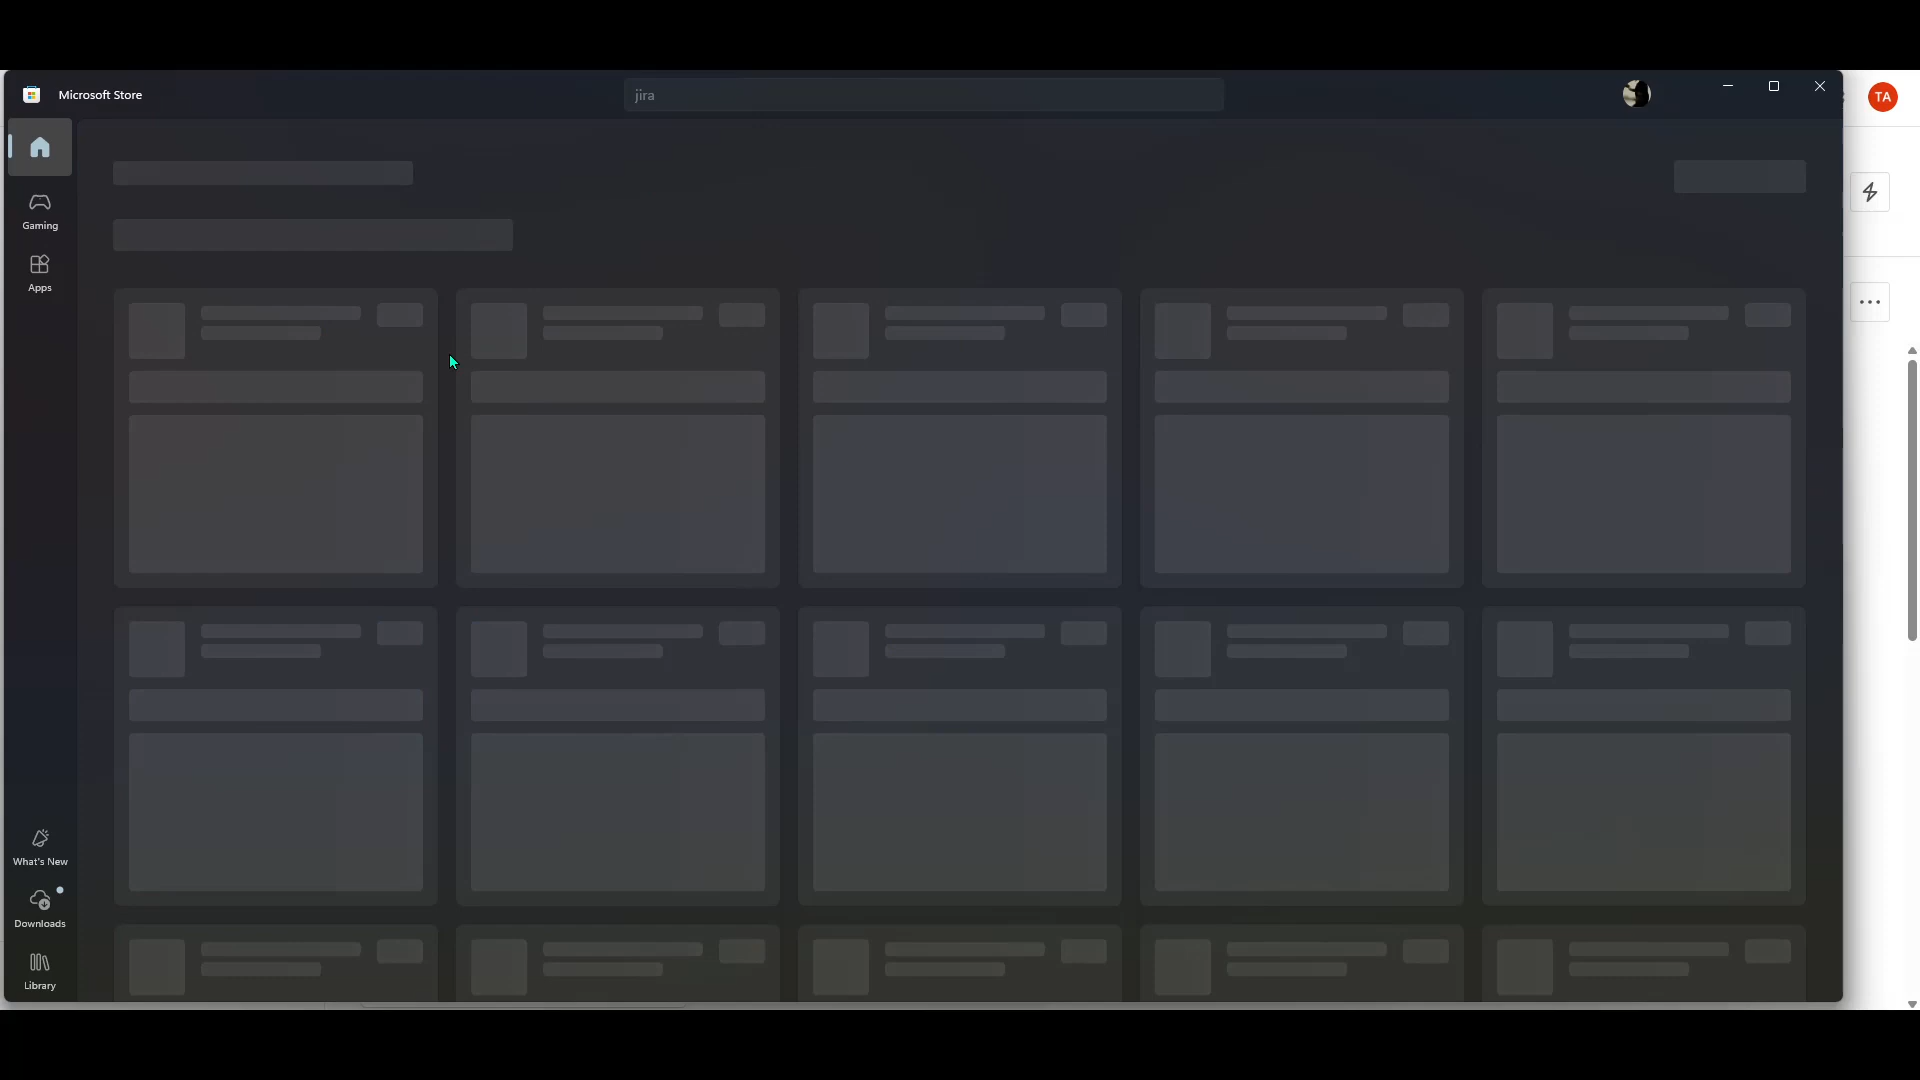 Microsoft Store
jira
TA
Gaming
Apps
What's New
Downloads
Library